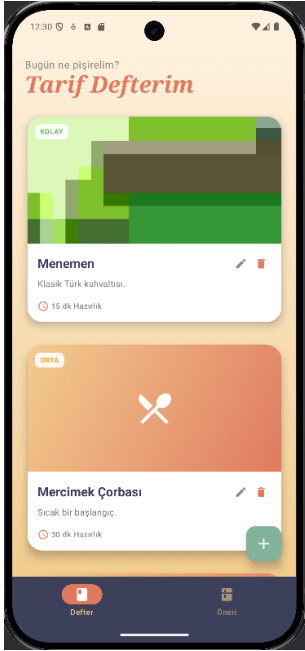 12:30
Bugün ne pişirelim?
Tarif Defterim
KOLAY
Menemen
Klasik Türk kahvaltısı.
15 dk Hazırlık
ORTA
Mercimek Çorbası
Sıcak bir başlangıç.
30 dk Hazırlık
+
Defter
Öneri